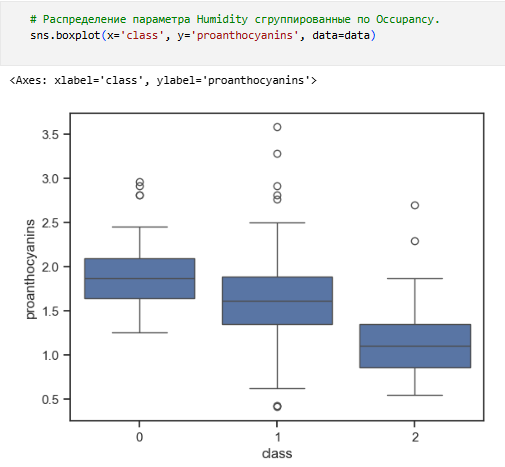 # Распределение параметра Humidity сгруппированные по Occupancy.
sns.boxplot(x='class', y='proanthocyanins', data=data)
<Axes: xlabel='class', ylabel='proanthocyanins'>
3.5
3.0
2.5
2.0
1.5
1.0
0.5
proanthocyanins
0 1 2
class